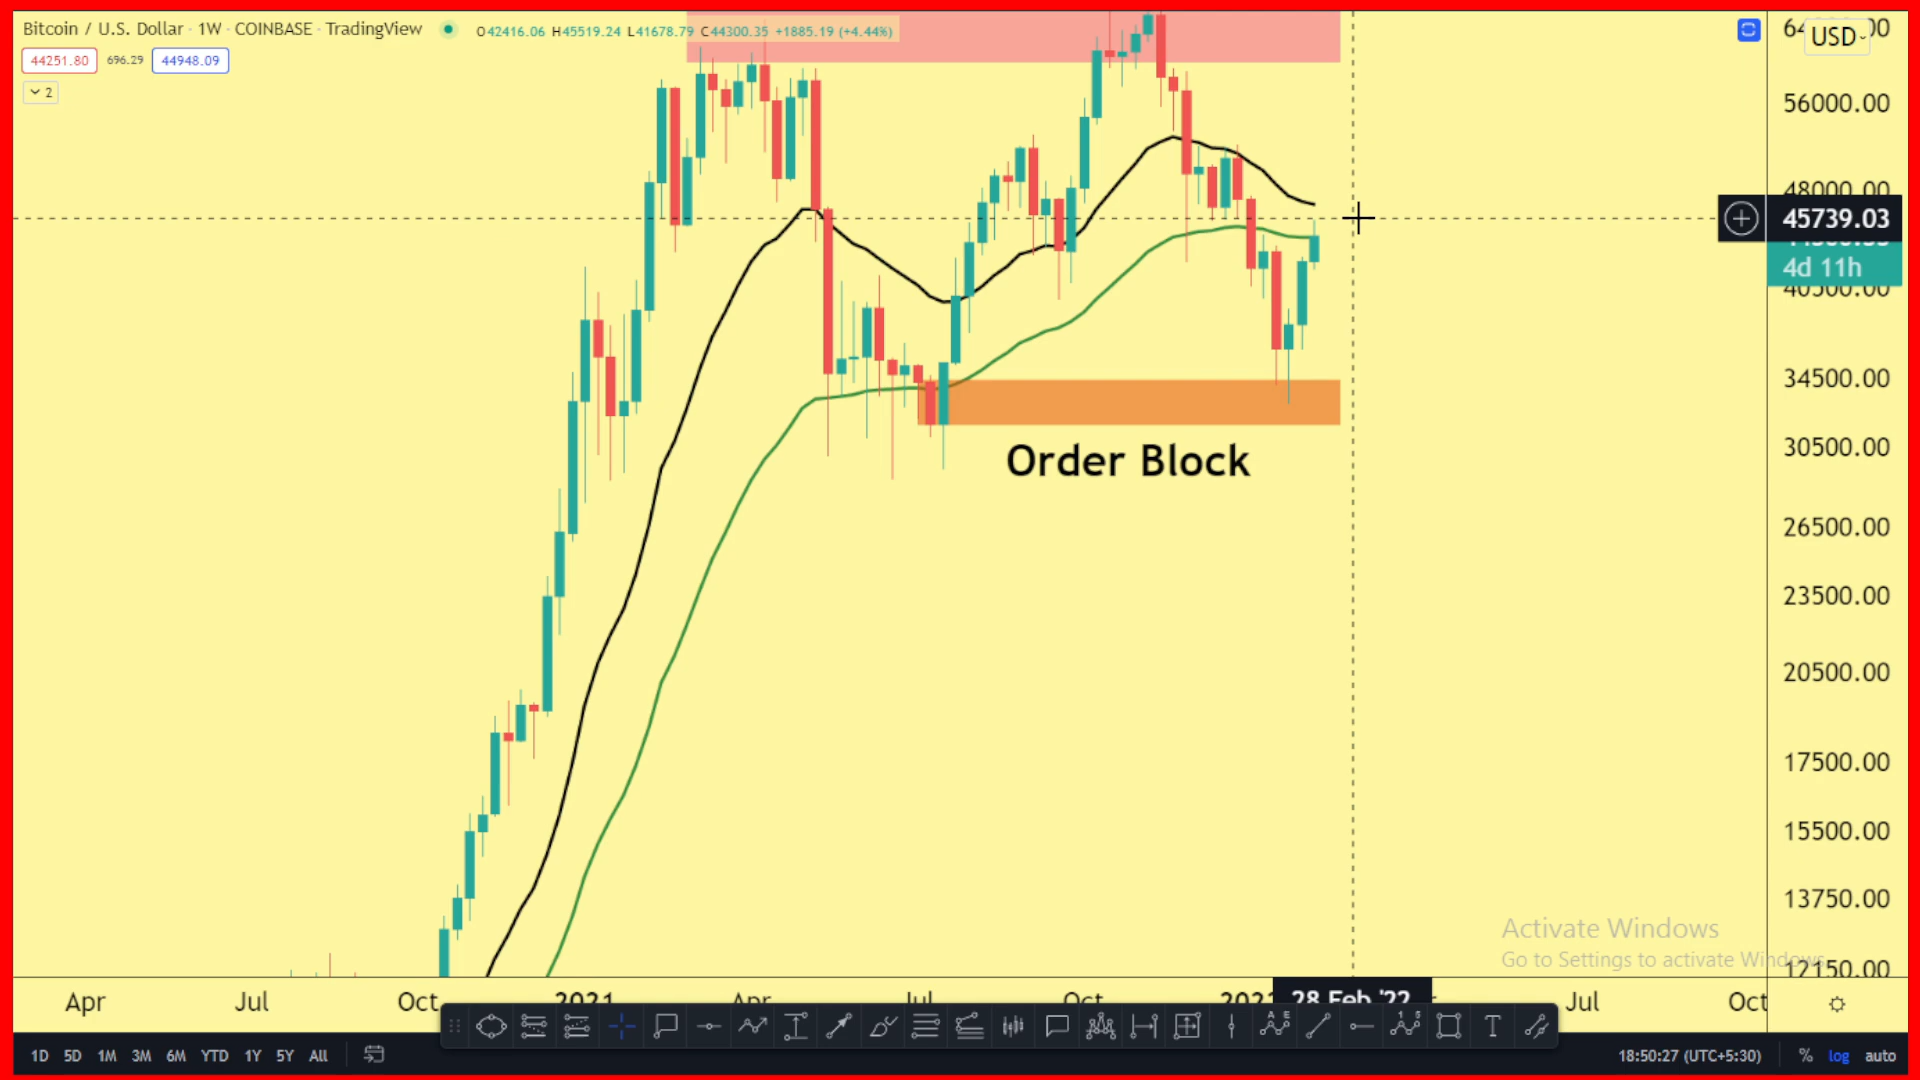 Bitcoin / U.S. Dollar · 1W · COINBASE · TradingView
O42416.06 H45519.24 L41678.79 C44300.35 +1885.19 (+4.44%)
USD
44251.80 696.29 44948.09
2
56000.00
48000.00
45739.03
4d 11h
40500.00
34500.00
Order Block
30500.00
26500.00
23500.00
20500.00
17500.00
15500.00
13750.00
Activate Windows
Go to Settings to activate Windows.
12150.00
Apr Jul Oct 2021 Apr Jul Oct 28 Feb '22 Jul Oct
1D 5D 1M 3M 6M YTD 1Y 5Y All
18:50:27 (UTC+5:30) % log auto